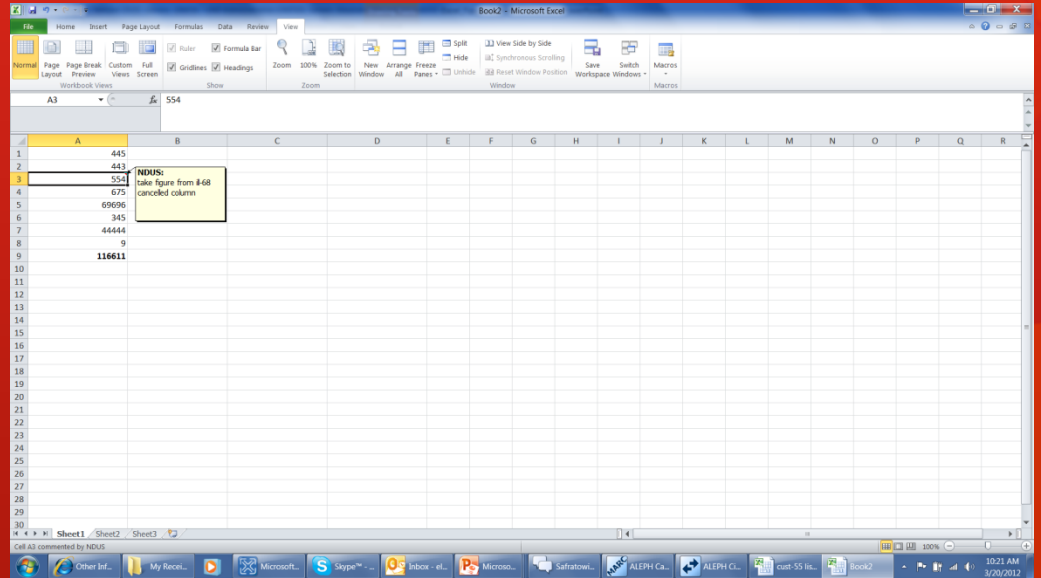 Book2 - Microsoft Excel
File Home Insert Page Layout Formulas Data Review View
Normal Page Layout Page Break Preview Custom Views Full Screen
Workbook Views
Ruler Formula Bar
Gridlines Headings
Show
Zoom 100% Zoom to Selection
Zoom
New Window Arrange All Freeze Panes
Split
Hide
Unhide
View Side by Side
Synchronous Scrolling
Reset Window Position
Save Workspace Switch Windows
Window
Macros
Macros
A3 fx 554
A B C D E F G H I J K L M N O P Q R
1 445
2 443
3 554
4 675
5 69696
6 345
7 44444
8 9
9 116611
NDUS:
take figure from il-68
cancelled column
10
11
12
13
14
15
16
17
18
19
20
21
22
23
24
25
26
27
28
29
30
Sheet1 Sheet2 Sheet3
Cell A3 commented by NDUS
100%
Other Inf... My Recei... Microsoft... Skype™ - ... Inbox - el... Microso... Safratowi... MARC ALEPH Ca... ALEPH Ci... cust-55 lis... Book2
10:21 AM
3/20/2012